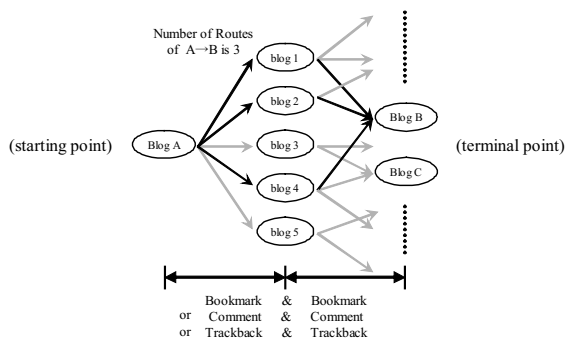 Number of Routes
of A→B is 3
blog 1
blog 2
Blog B
(starting point)
Blog A
blog 3
(terminal point)
Blog C
blog 4
blog 5
Bookmark & Bookmark
or Comment & Comment
or Trackback & Trackback